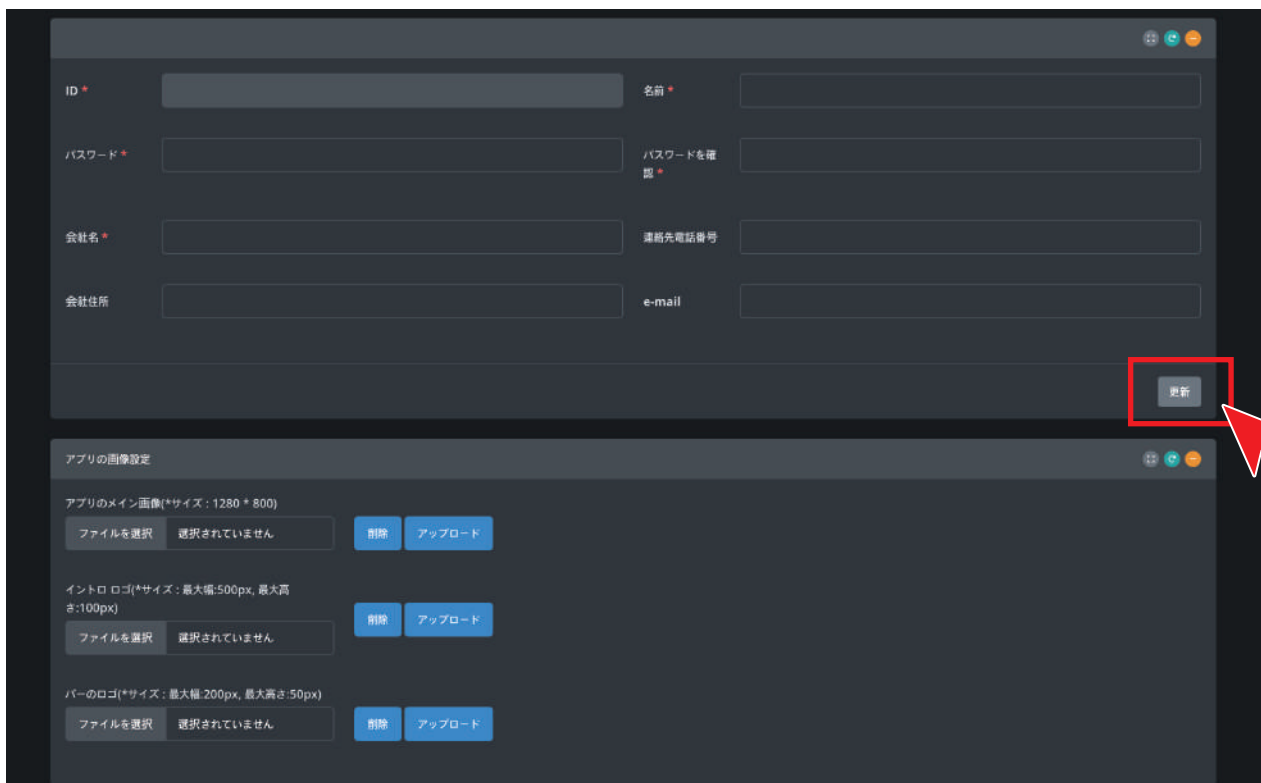 ID *
名前 *
パスワード *
パスワードを確
認 *
会社名 *
連絡先電話番号
会社住所
e-mail
更新
アプリの画像設定
アプリのメイン画像(*サイズ : 1280 * 800)
ファイルを選択 選択されていません 削除 アップロード
イントロ ロゴ(*サイズ : 最大幅:500px, 最大高
さ:100px)
ファイルを選択 選択されていません 削除 アップロード
バーのロゴ(*サイズ : 最大幅:200px, 最大高さ:50px)
ファイルを選択 選択されていません 削除 アップロード